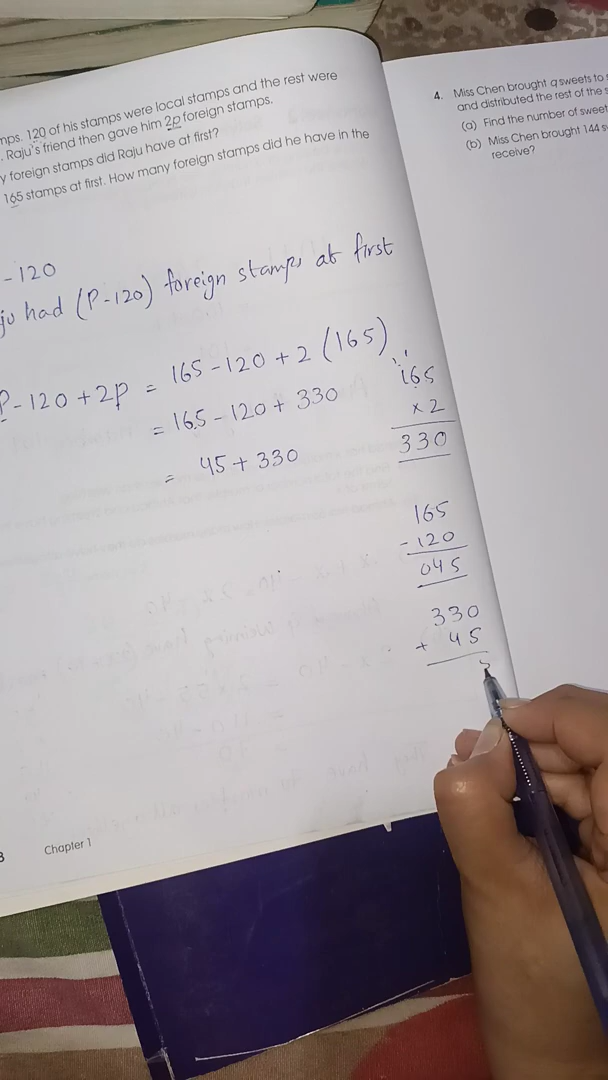 mps. 120 of his stamps were local stamps and the rest were
. Raju's friend then gave him 2p foreign stamps.
y foreign stamps did Raju have at first?
165 stamps at first. How many foreign stamps did he have in the
- 120
ju had (P-120) foreign stamps at first
P-120 + 2p = 165-120 + 2 (165)
= 165 - 120 + 330
= 45 + 330
165
x 2
330
165
- 120
045
330
+ 45
Chapter 1
4. Miss Chen brought q sweets to
and distributed the rest of the s
(a) Find the number of sweet
(b) Miss Chen brought 144 s
receive?